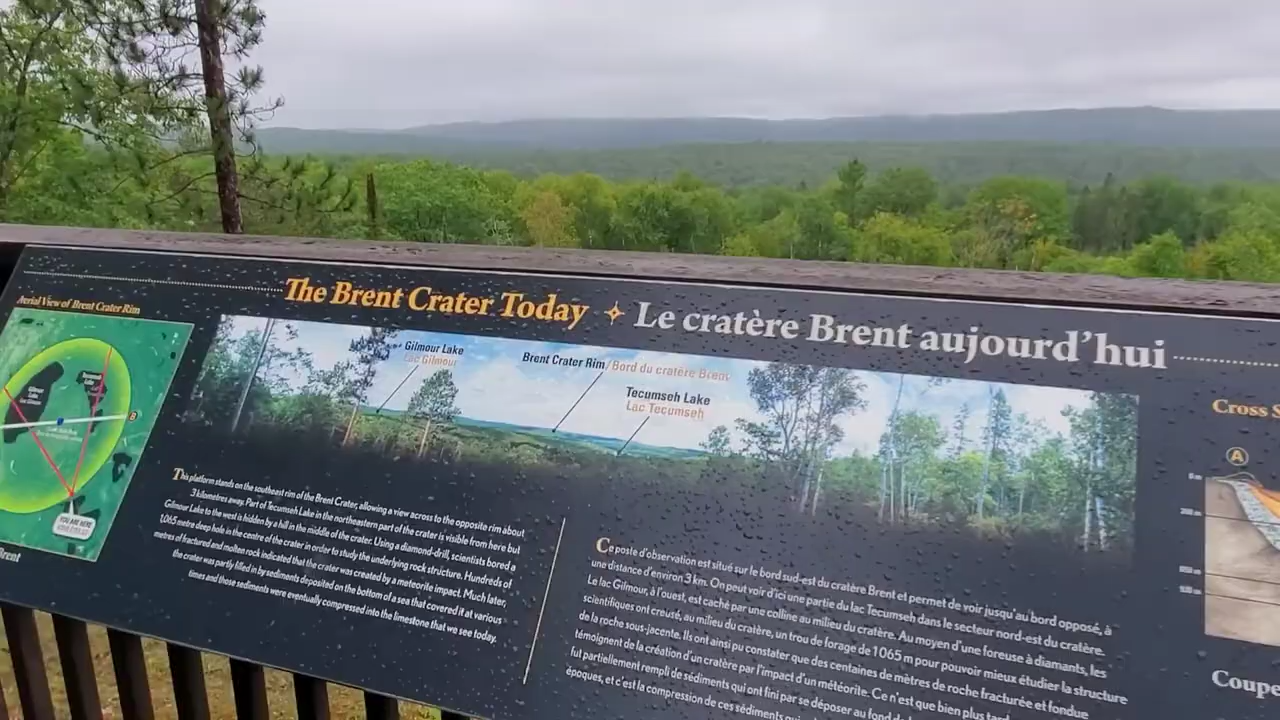 The Brent Crater Today ✧ Le cratère Brent aujourd'hui
Aerial View of Brent Crater Rim
Gilmour Lake
Lac Gilmour
Brent Crater Rim / Bord du cratère Brent
Tecumseh Lake
Lac Tecumseh
YOU ARE HERE
Brent
This platform stands on the southeast rim of the Brent Crater, allowing a view across to the opposite rim about
3 kilometres away. Part of Tecumseh Lake in the northeastern part of the crater is visible from here but
Gilmour Lake to the west is hidden by a hill in the middle of the crater. Using a diamond-drill, scientists bored a
1,065 metre deep hole in the centre of the crater in order to study the underlying rock structure. Hundreds of
metres of fractured and molten rock indicated that the crater was created by a meteorite impact. Much later,
the crater was partly filled in by sediments deposited on the bottom of a sea that covered it at various
times and those sediments were eventually compressed into the limestone that we see today.
Ce poste d'observation est situé sur le bord sud-est du cratère Brent et permet de voir jusqu'au bord opposé, à
une distance d'environ 3 km. On peut voir d'ici une partie du lac Tecumseh dans le secteur nord-est du cratère.
Le lac Gilmour, à l'ouest, est caché par une colline au milieu du cratère. Au moyen d'une foreuse à diamants, les
scientifiques ont creusé, au milieu du cratère, un trou de forage de 1 065 m pour pouvoir mieux étudier la structure
de la roche sous-jacente. Ils ont ainsi pu constater que des centaines de mètres de roche fracturée et fondue
témoignent de la création d'un cratère par l'impact d'un météorite. Ce n'est que bien plus tard
fut partiellement rempli de sédiments qui ont fini par se déposer au fond de
époques, et c'est la compression de ces sédiments qui
Cross S
A
0 m
Coupe